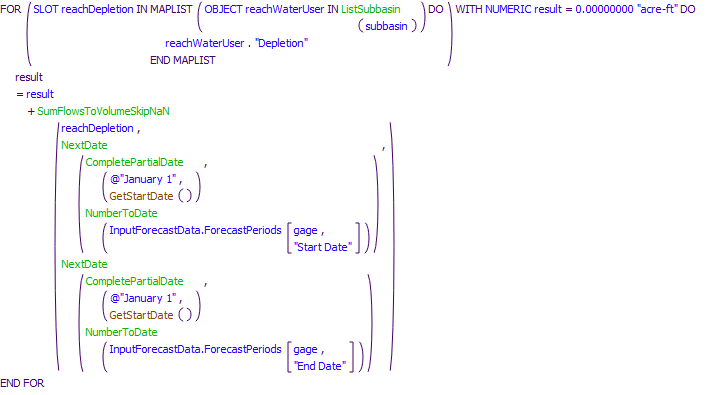 FOR ( SLOT reachDepletion IN MAPLIST ( OBJECT reachWaterUser IN ListSubbasin ( subbasin ) ) DO ) WITH NUMERIC result = 0.00000000 "acre-ft" DO
reachWaterUser . "Depletion"
END MAPLIST
result
= result
+ SumFlowsToVolumeSkipNaN
( reachDepletion ,
NextDate ,
( CompletePartialDate ,
( @"January 1" ,
GetStartDate ( ) )
NumberToDate
( InputForecastData.ForecastPeriods [ gage ,
"Start Date" ] ) )
NextDate
( CompletePartialDate ,
( @"January 1" ,
GetStartDate ( ) )
NumberToDate
( InputForecastData.ForecastPeriods [ gage ,
"End Date" ] ) ) )
END FOR